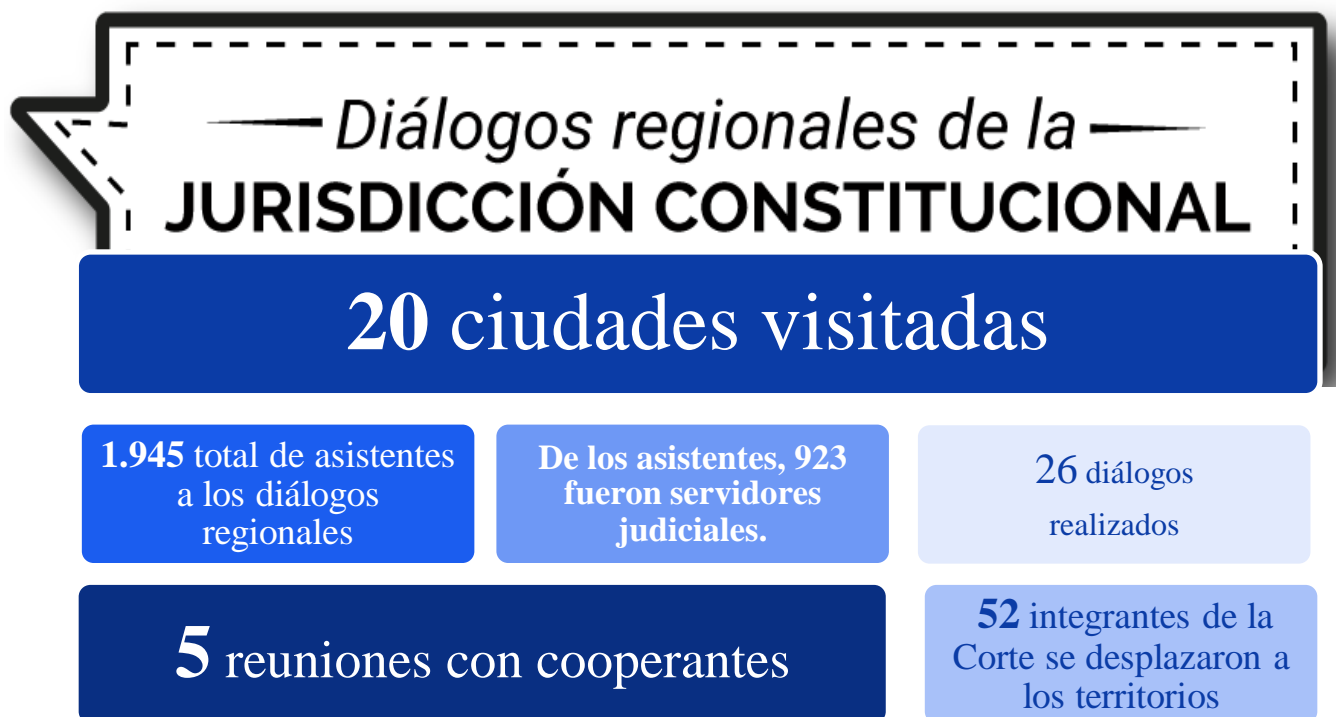 Diálogos regionales de la
JURISDICCIÓN CONSTITUCIONAL
20 ciudades visitadas
1.945 total de asistentes
a los diálogos
regionales
De los asistentes, 923
fueron servidores
judiciales.
26 diálogos
realizados
5 reuniones con cooperantes
52 integrantes de la
Corte se desplazaron a
los territorios